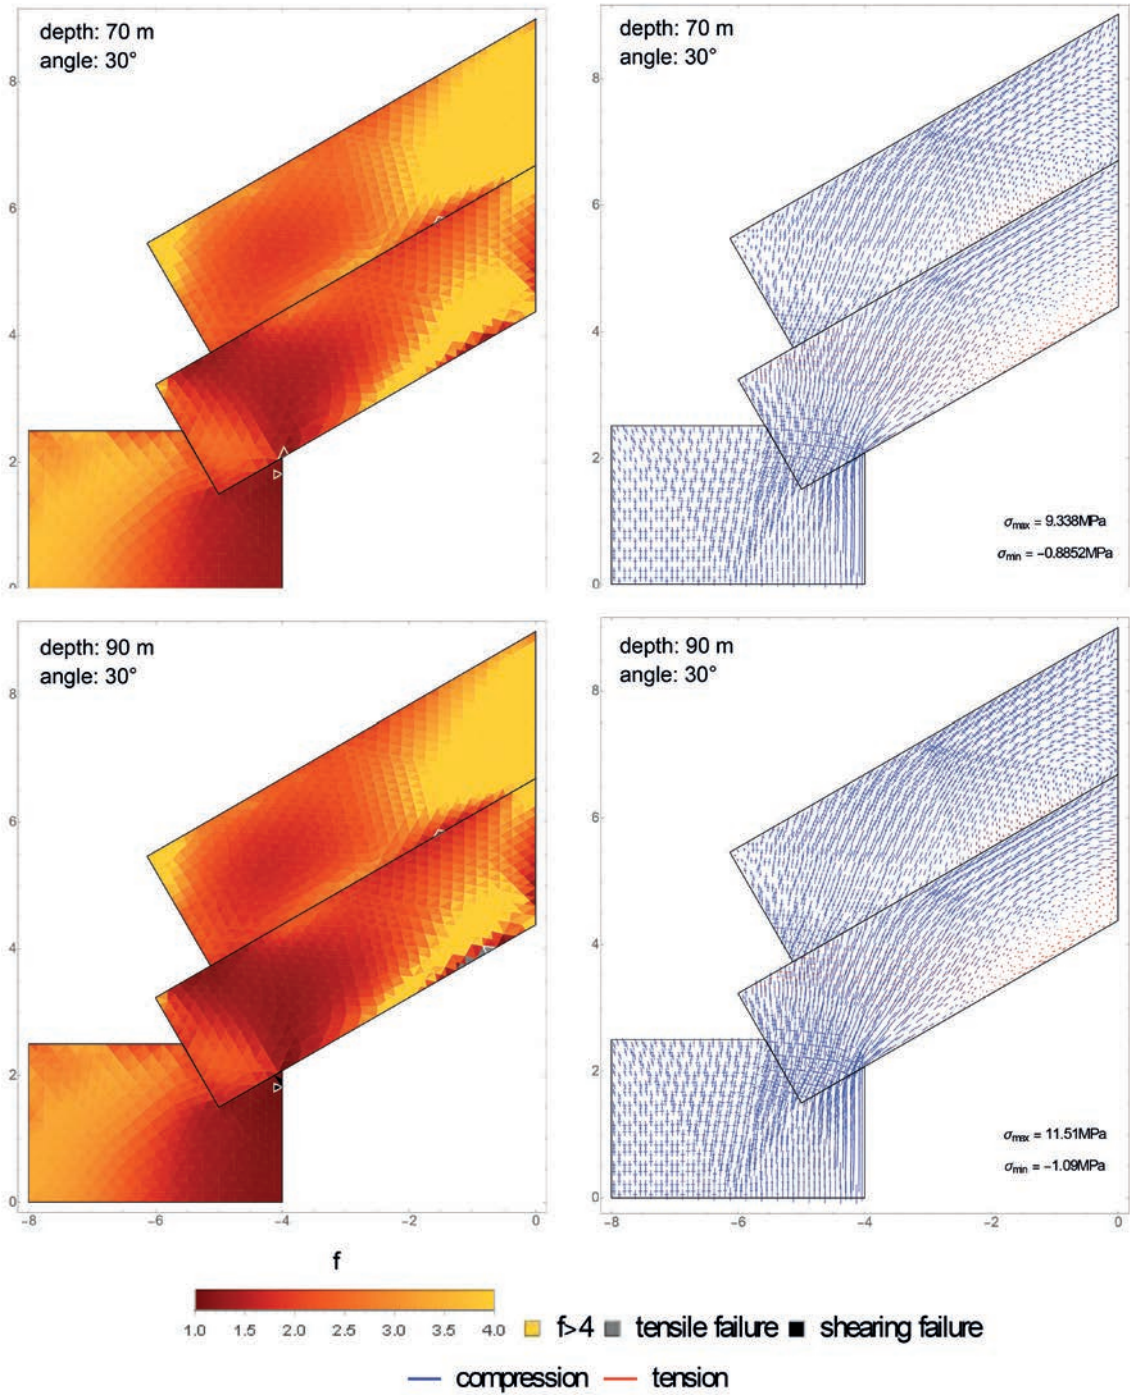 depth: 70 m
angle: 30°
8
6
4
2
0
depth: 70 m
angle: 30°
8
6
4
2
0
σmax = 9.338MPa
σmin = −0.8852MPa
depth: 90 m
angle: 30°
8
6
4
2
0
-8 -6 -4 -2 0
depth: 90 m
angle: 30°
8
6
4
2
0
σmax = 11.51MPa
σmin = −1.09MPa
-8 -6 -4 -2 0
f
1.0 1.5 2.0 2.5 3.0 3.5 4.0
f>4 tensile failure shearing failure
compression tension